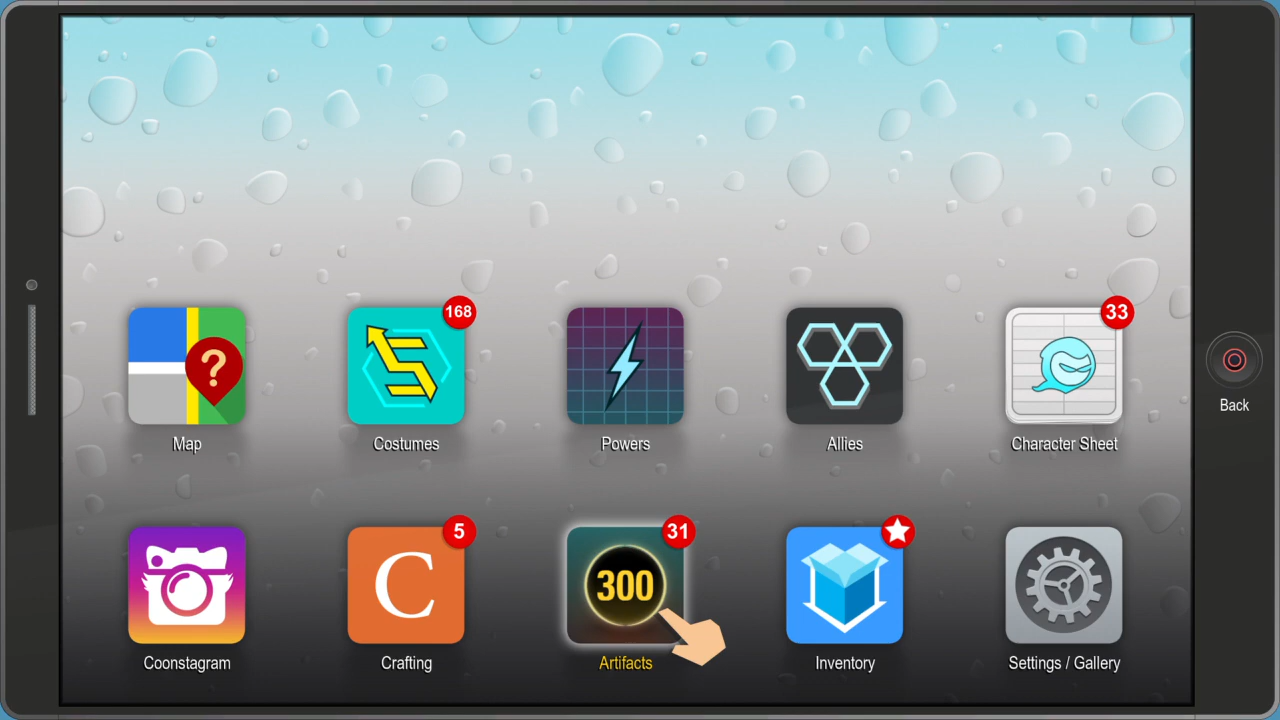 168
33
?
Map
Costumes
Powers
Allies
Character Sheet
Back
5
31
C
300
Coonstagram
Crafting
Artifacts
Inventory
Settings / Gallery